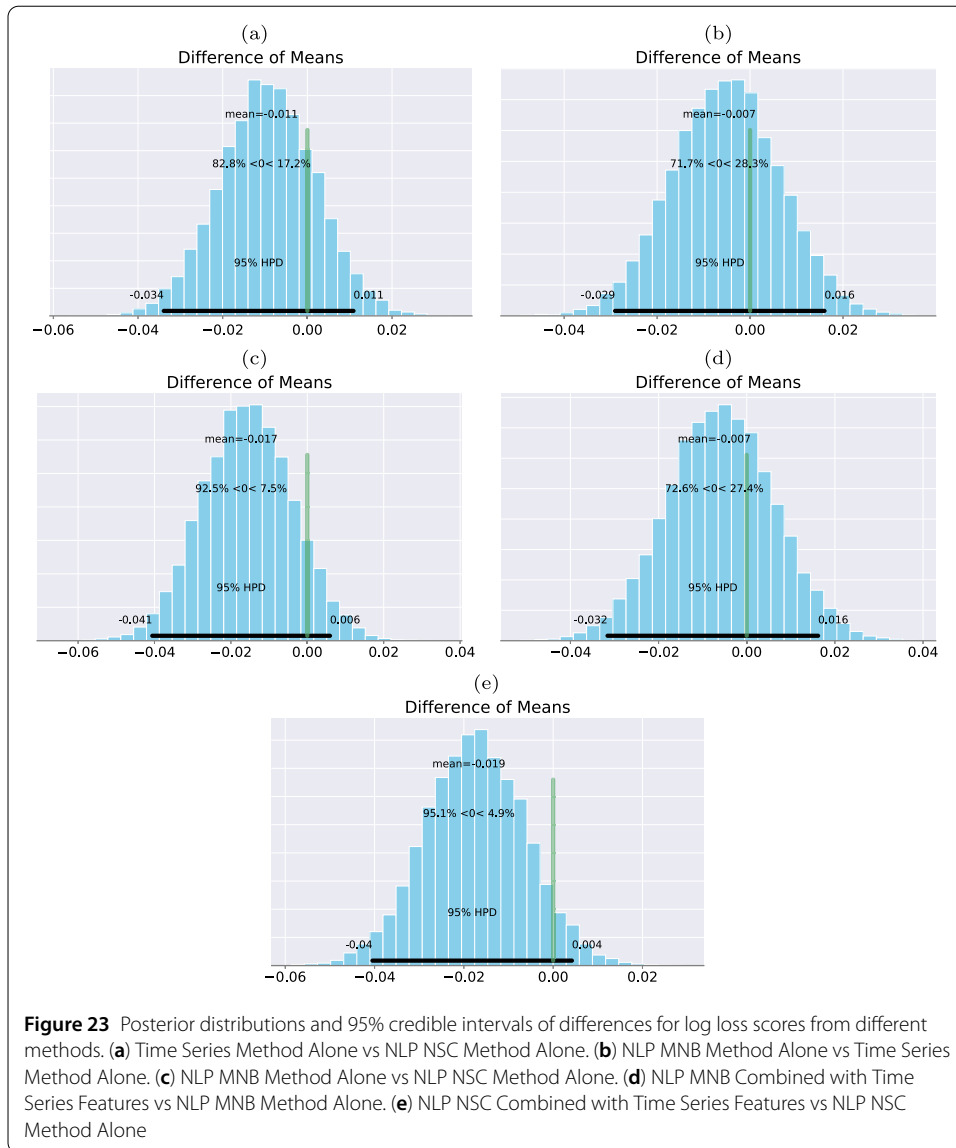 (a)
Difference of Means
mean=-0.011
82.8% <0< 17.2%
95% HPD
-0.034
0.011
−0.06 −0.04 −0.02 0.00 0.02
(b)
Difference of Means
mean=-0.007
71.7% <0< 28.3%
95% HPD
-0.029
0.016
−0.04 −0.02 0.00 0.02
(c)
Difference of Means
mean=-0.017
92.5% <0< 7.5%
95% HPD
-0.041
0.006
−0.06 −0.04 −0.02 0.00 0.02 0.04
(d)
Difference of Means
mean=-0.007
72.6% <0< 27.4%
95% HPD
-0.032
0.016
−0.04 −0.02 0.00 0.02 0.04
(e)
Difference of Means
mean=-0.019
95.1% <0< 4.9%
95% HPD
-0.04
0.004
−0.06 −0.04 −0.02 0.00 0.02
Figure 23 Posterior distributions and 95% credible intervals of differences for log loss scores from different
methods. (a) Time Series Method Alone vs NLP NSC Method Alone. (b) NLP MNB Method Alone vs Time Series
Method Alone. (c) NLP MNB Method Alone vs NLP NSC Method Alone. (d) NLP MNB Combined with Time
Series Features vs NLP MNB Method Alone. (e) NLP NSC Combined with Time Series Features vs NLP NSC
Method Alone